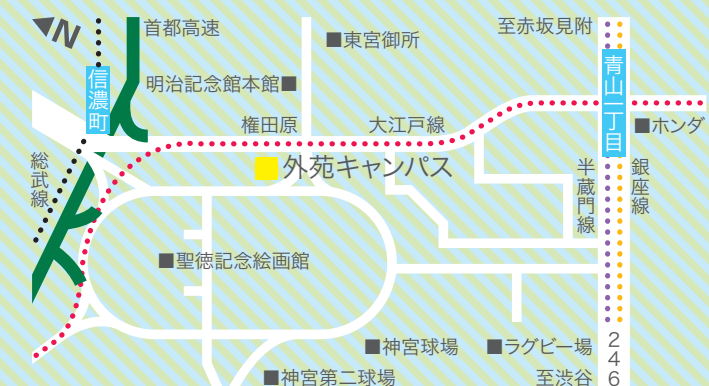 N
首都高速
■東宮御所
至赤坂見附
信濃町
明治記念館本館■
青山一丁目
権田原
大江戸線
■ホンダ
総武線
外苑キャンパス
半蔵門線
銀座線
■聖徳記念絵画館
■神宮球場
■ラグビー場
246
■神宮第二球場
至渋谷